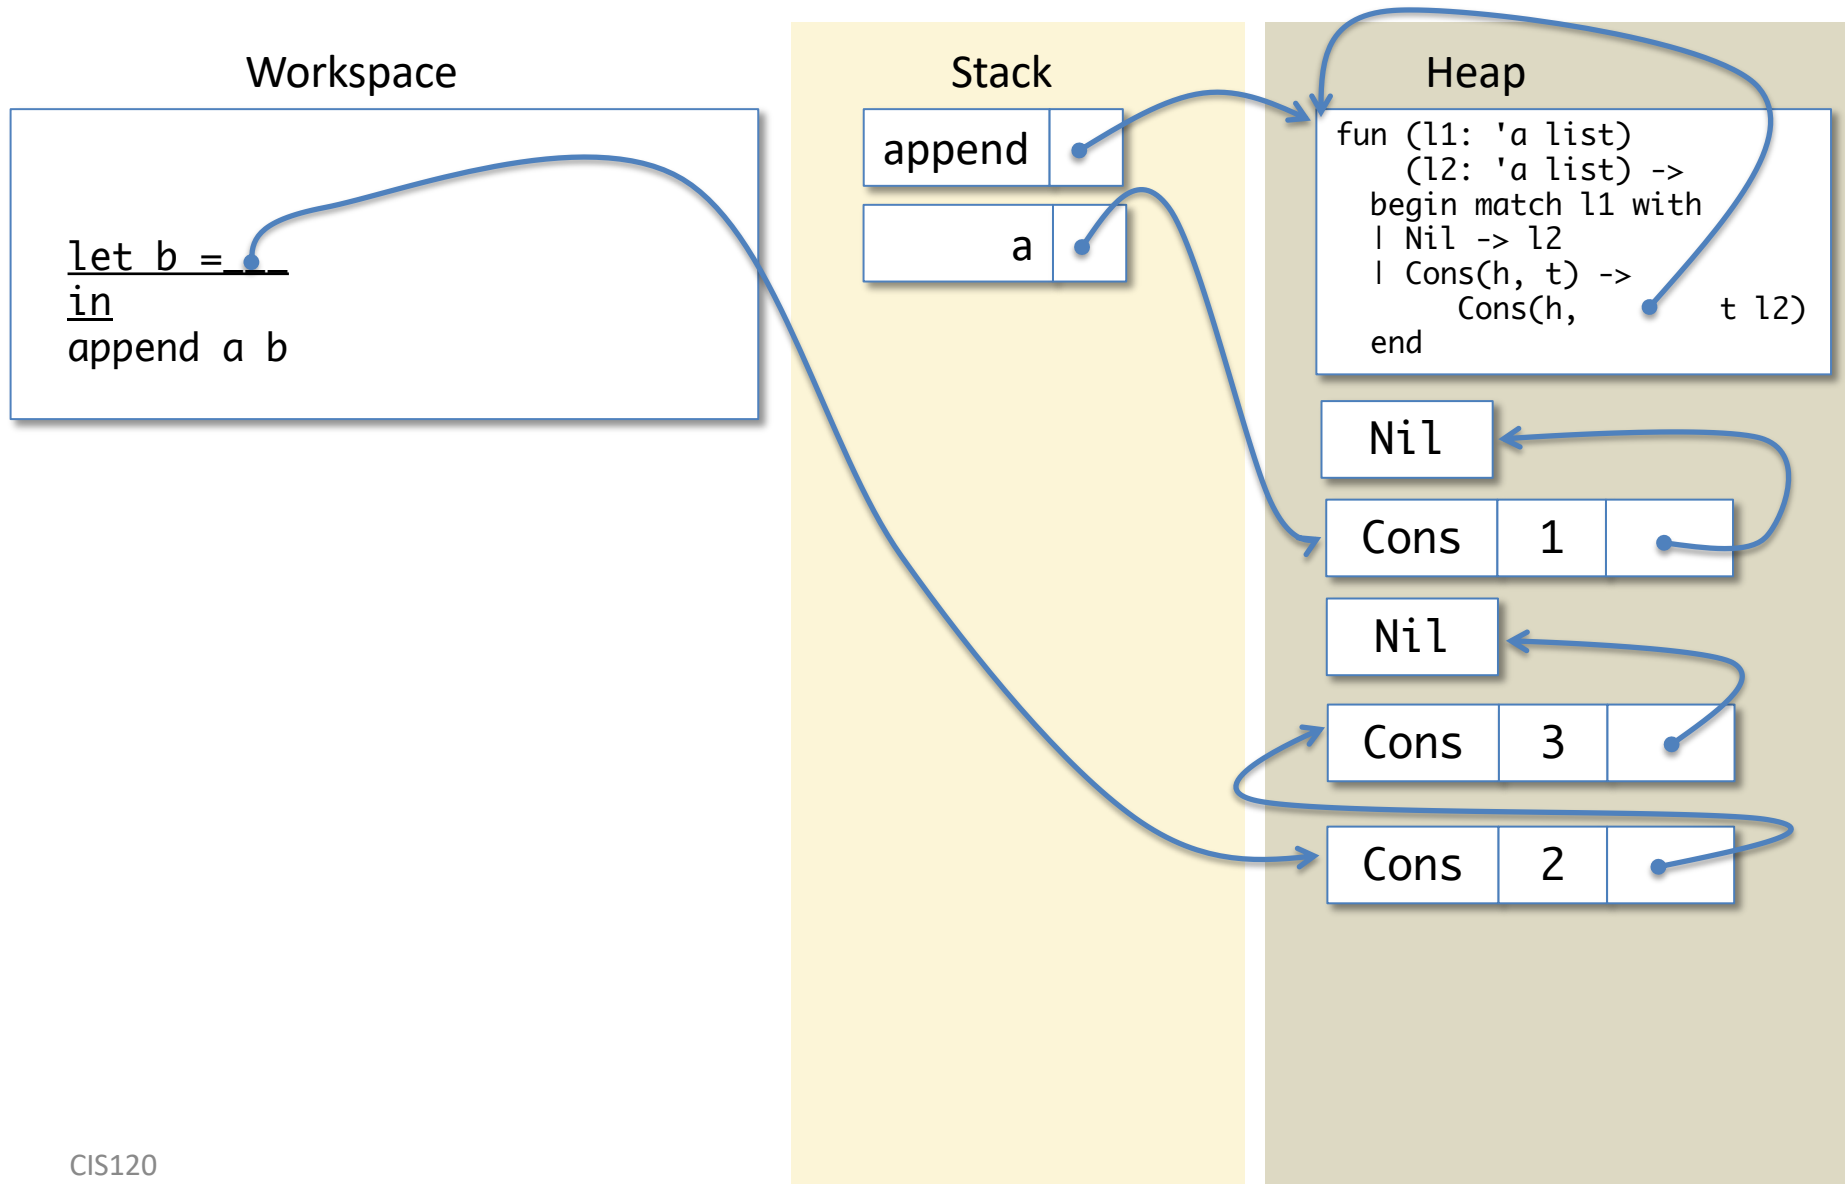 Workspace
let b =___
in
append a b
Stack
append
a
Heap
fun (l1: 'a list)
(l2: 'a list) ->
begin match l1 with
| Nil -> l2
| Cons(h, t) ->
Cons(h, t l2)
end
Nil
Cons 1
Nil
Cons 3
Cons 2
CIS120